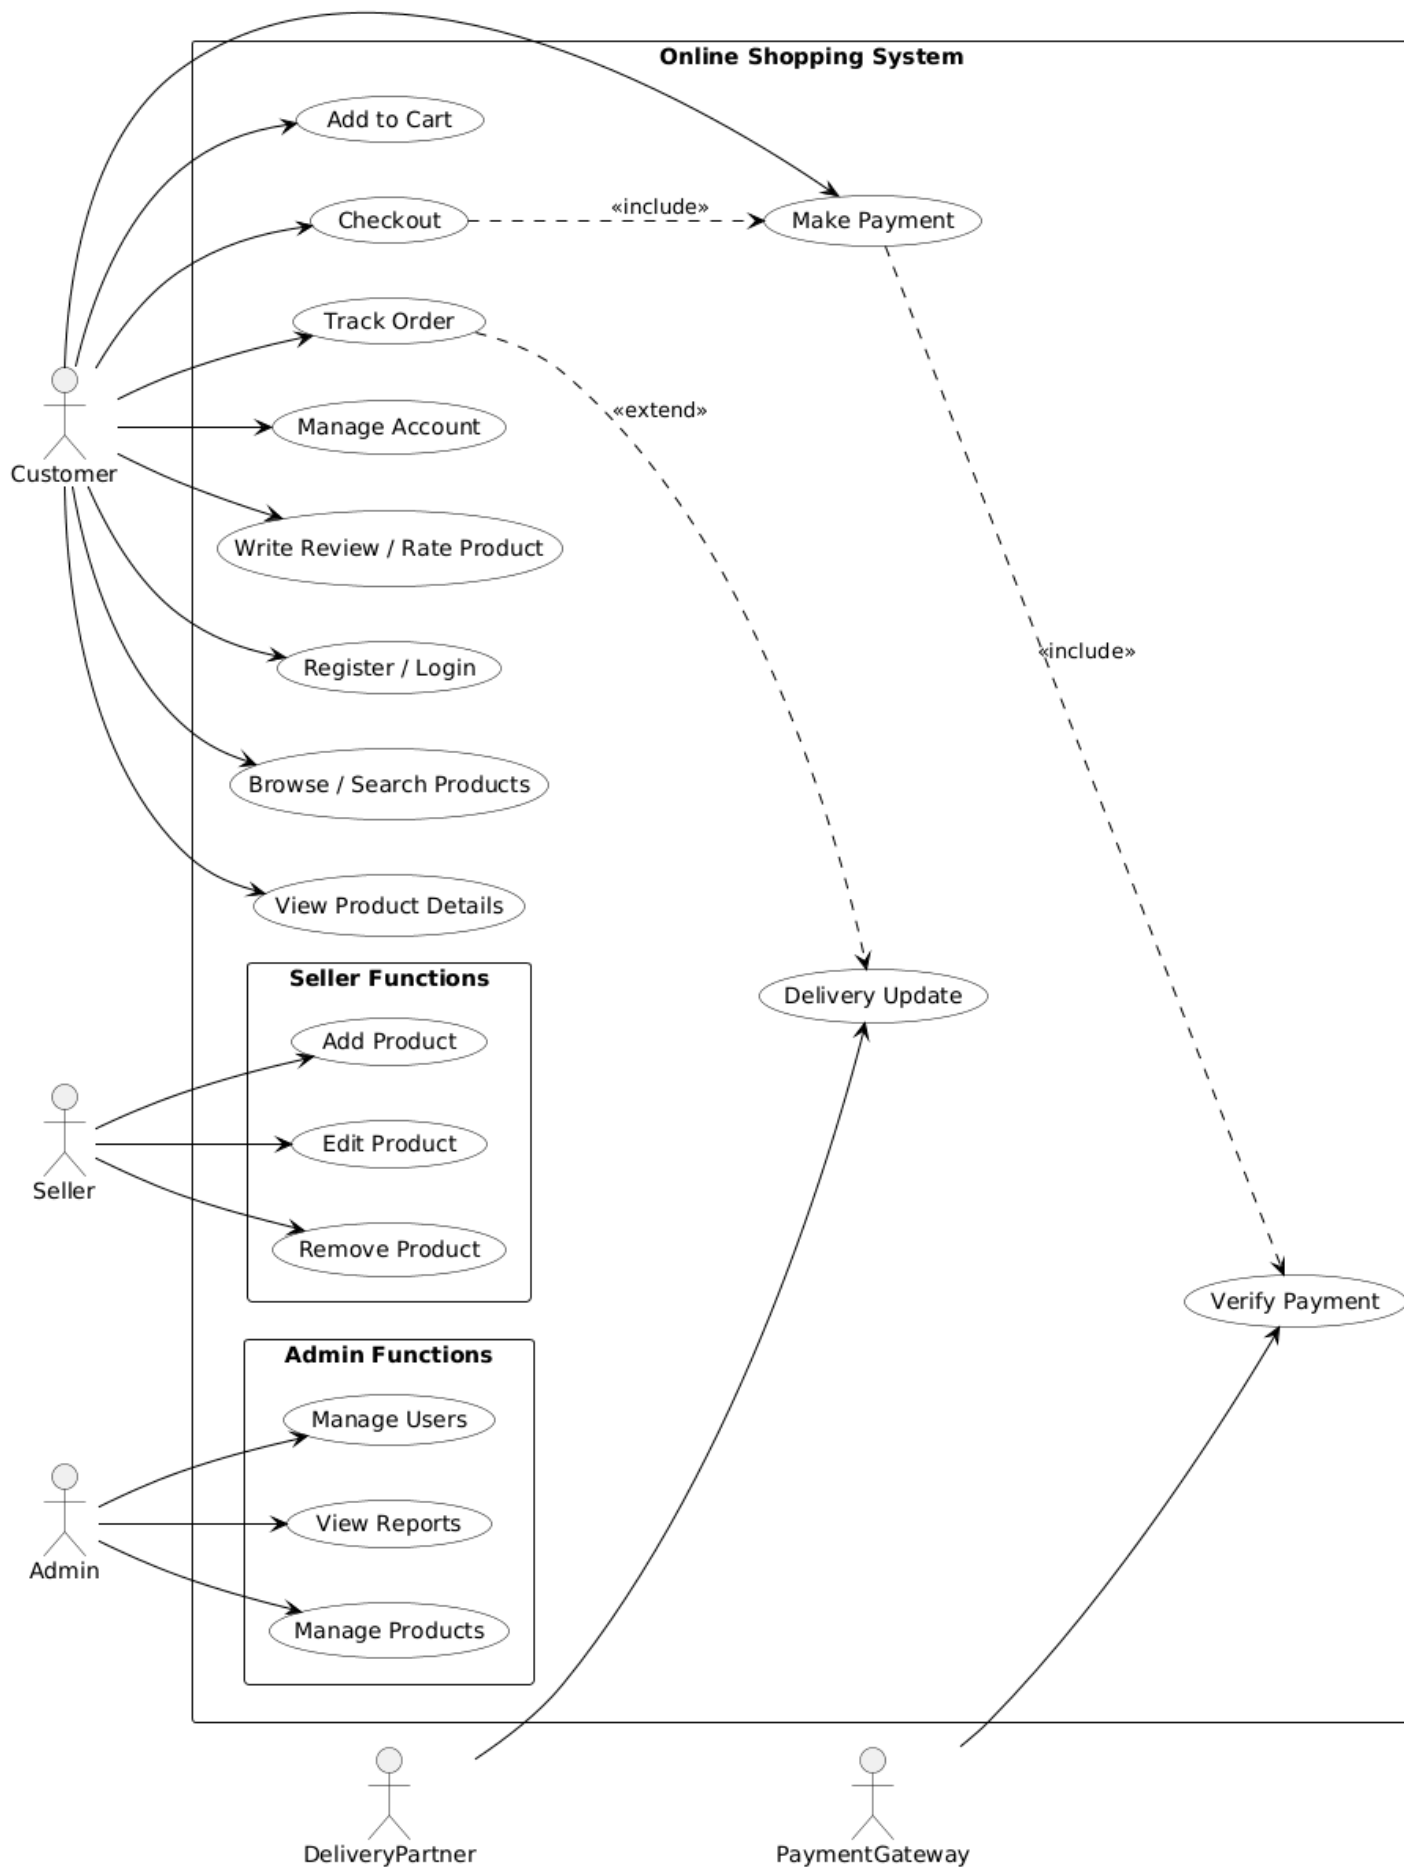 Online Shopping System
Add to Cart
Checkout
«include»
Make Payment
Track Order
«extend»
Manage Account
Customer
Write Review / Rate Product
«include»
Register / Login
Browse / Search Products
View Product Details
Seller Functions
Delivery Update
Add Product
Edit Product
Seller
Remove Product
Verify Payment
Admin Functions
Manage Users
View Reports
Admin
Manage Products
DeliveryPartner
PaymentGateway